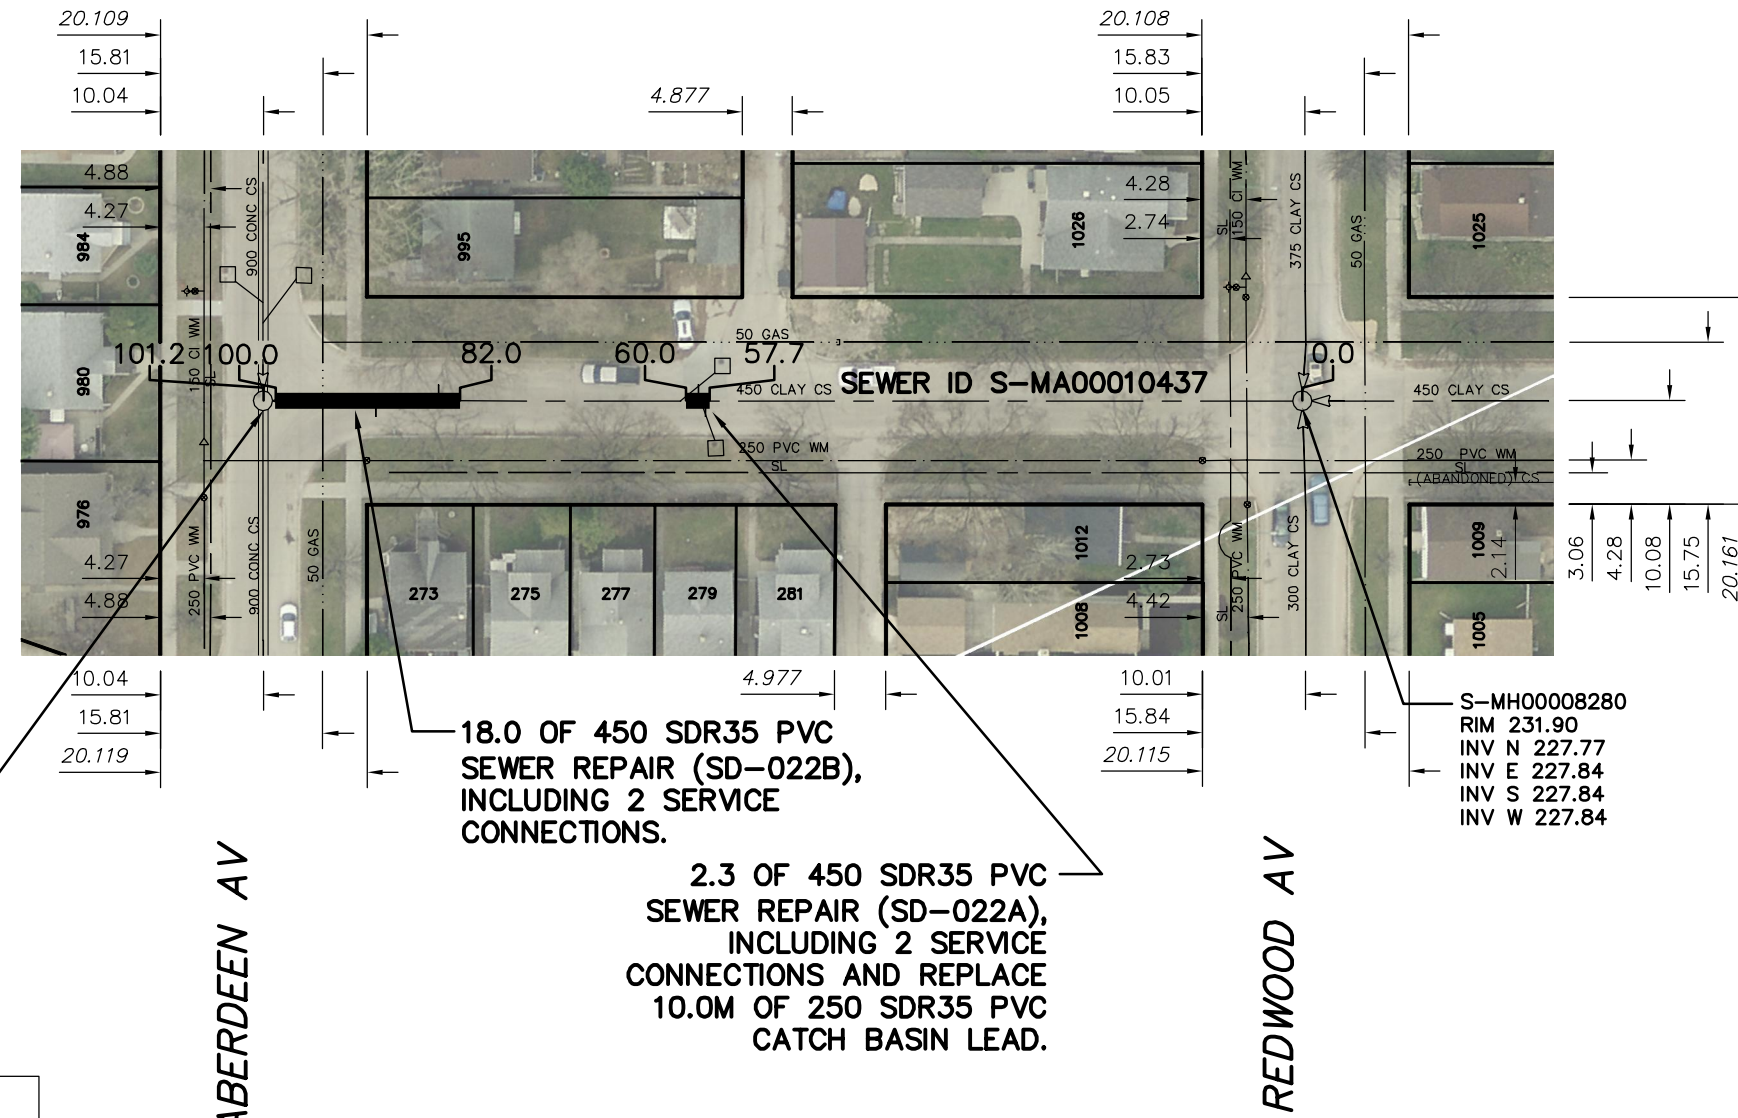 20.109
15.81
10.04
4.877
20.108
15.83
10.05
4.88
4.27
984
900 CONC CS
995
1026
4.28
2.74
SL
150 CI WM
375 CLAY CS
50 GAS
1025
150 CI WM
SL
980
50 GAS
101.2 100.0 82.0 60.0 57.7 0.0
450 CLAY CS
SEWER ID S-MA00010437
450 CLAY CS
250 PVC WM
SL
250 PVC WM
SL
(ABANDONED) CS
976
4.27
4.88
250 PVC WM
900 CONC CS
50 GAS
273
275
277
279
281
1012
1008
2.73
4.42
SL
250 PVC WM
300 CLAY CS
1009
2.14
1005
3.06
4.28
10.08
15.75
20.161
10.04
15.81
20.119
4.977
10.01
15.84
20.115
18.0 OF 450 SDR35 PVC
SEWER REPAIR (SD-022B),
INCLUDING 2 SERVICE
CONNECTIONS.
2.3 OF 450 SDR35 PVC
SEWER REPAIR (SD-022A),
INCLUDING 2 SERVICE
CONNECTIONS AND REPLACE
10.0M OF 250 SDR35 PVC
CATCH BASIN LEAD.
S-MH00008280
RIM 231.90
INV N 227.77
INV E 227.84
INV S 227.84
INV W 227.84
ABERDEEN AV
REDWOOD AV